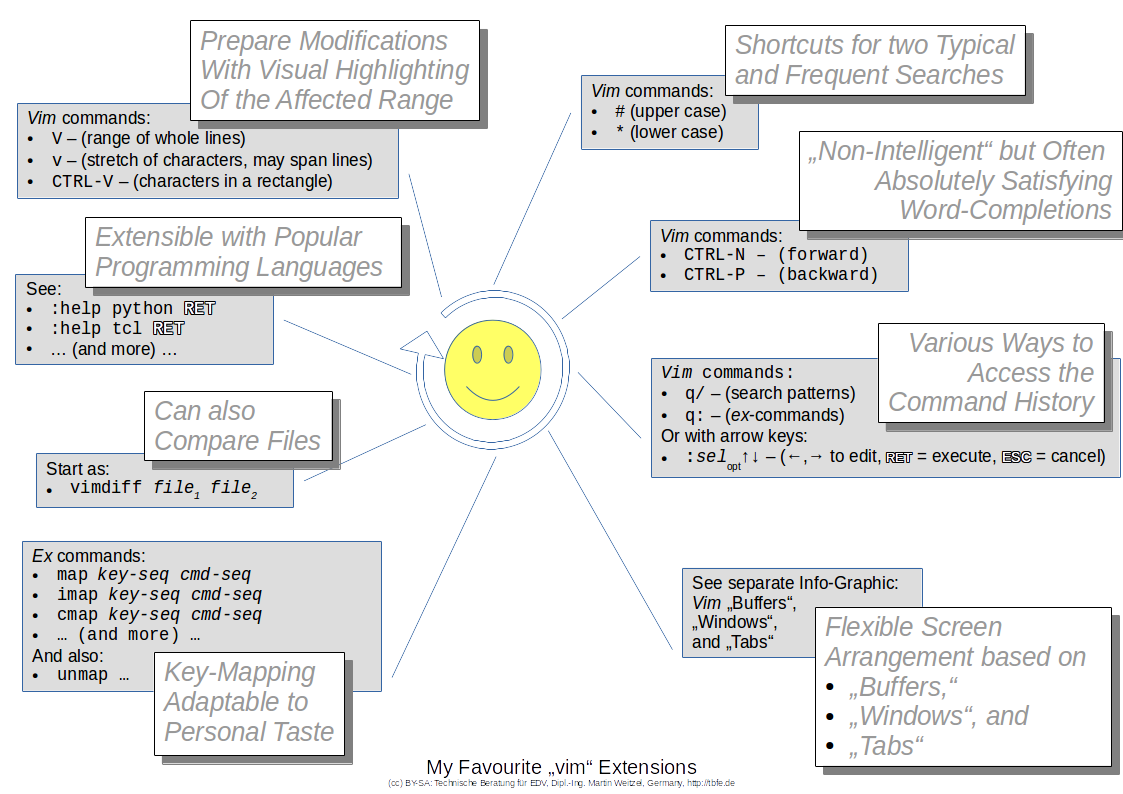 Prepare Modifications
With Visual Highlighting
Of the Affected Range
Vim commands:
• V – (range of whole lines)
• v – (stretch of characters, may span lines)
• CTRL-V – (characters in a rectangle)
Extensible with Popular
Programming Languages
See:
• :help python RET
• :help tcl RET
• … (and more) …
Can also
Compare Files
Start as:
• vimdiff file1 file2
Ex commands:
• map key-seq cmd-seq
• imap key-seq cmd-seq
• cmap key-seq cmd-seq
• … (and more) …
And also:
• unmap …
Key-Mapping
Adaptable to
Personal Taste
Shortcuts for two Typical
and Frequent Searches
Vim commands:
• # (upper case)
• * (lower case)
„Non-Intelligent“ but Often
Absolutely Satisfying
Word-Completions
Vim commands:
• CTRL-N – (forward)
• CTRL-P – (backward)
Various Ways to
Access the
Command History
Vim commands:
• q/ – (search patterns)
• q: – (ex-commands)
Or with arrow keys:
• :selopt↑↓ – (←,→ to edit, RET = execute, ESC = cancel)
See separate Info-Graphic:
Vim „Buffers“,
„Windows“,
and „Tabs“
Flexible Screen
Arrangement based on
• „Buffers,“
• „Windows“, and
• „Tabs“
My Favourite „vim“ Extensions
(cc) BY-SA: Technische Beratung für EDV, Dipl.-Ing. Martin Weitzel, Germany, http://tbfe.de